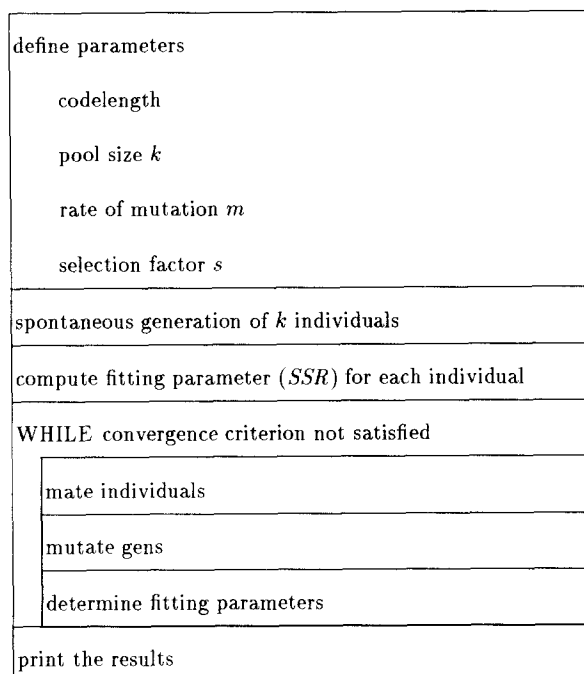 define parameters
codelength
pool size k
rate of mutation m
selection factor s
spontaneous generation of k individuals
compute fitting parameter (SSR) for each individual
WHILE convergence criterion not satisfied
mate individuals
mutate gens
determine fitting parameters
print the results